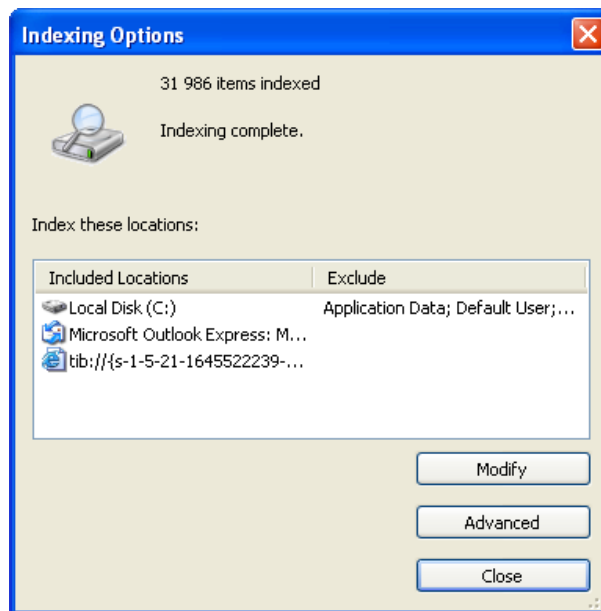 Indexing Options
31 986 items indexed
Indexing complete.
Index these locations:
Included Locations Exclude
Local Disk (C:) Application Data; Default User;...
Microsoft Outlook Express: M...
tib://{s-1-5-21-1645522239-...
Modify
Advanced
Close